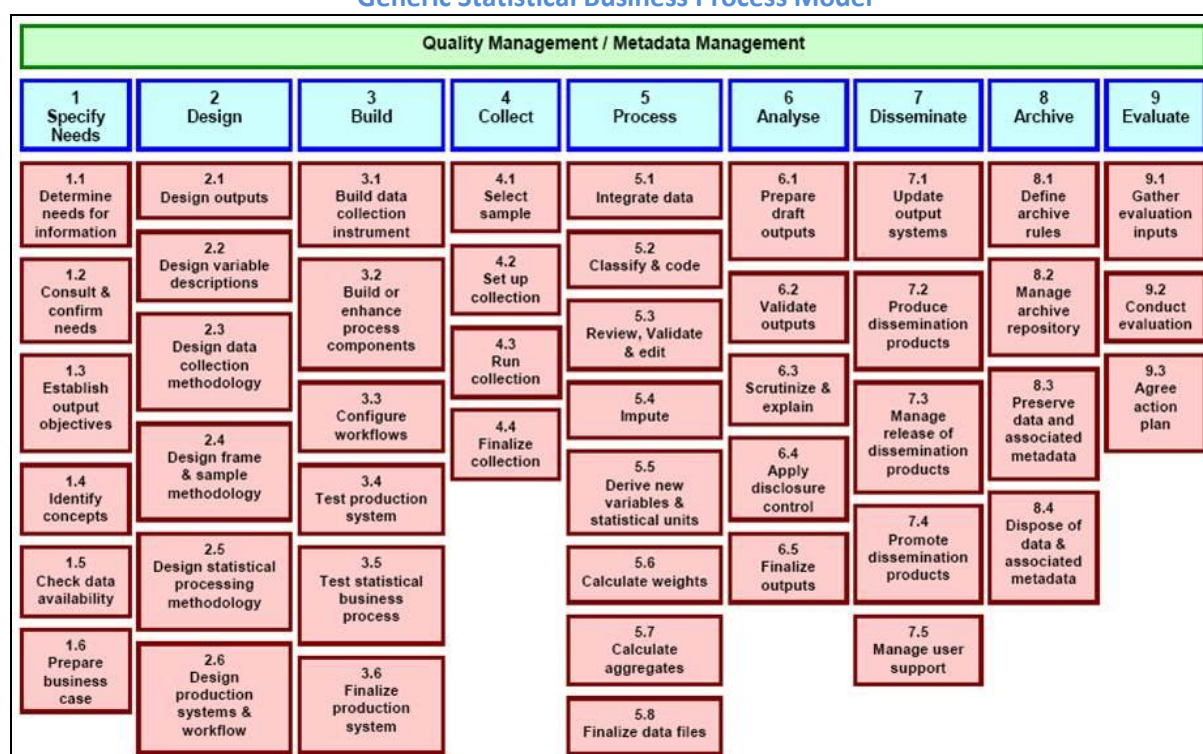 Generic Statistical Business Process Model
Quality Management / Metadata Management
1
Specify
Needs
2
Design
3
Build
4
Collect
5
Process
6
Analyse
7
Disseminate
8
Archive
9
Evaluate
1.1
Determine
needs for
information
1.2
Consult &
confirm
needs
1.3
Establish
output
objectives
1.4
Identify
concepts
1.5
Check data
availability
1.6
Prepare
business
case
2.1
Design outputs
2.2
Design variable
descriptions
2.3
Design data
collection
methodology
2.4
Design frame
& sample
methodology
2.5
Design statistical
processing
methodology
2.6
Design
production
systems &
workflow
3.1
Build data
collection
instrument
3.2
Build or
enhance
process
components
3.3
Configure
workflows
3.4
Test production
system
3.5
Test statistical
business
process
3.6
Finalize
production
system
4.1
Select
sample
4.2
Set up
collection
4.3
Run
collection
4.4
Finalize
collection
5.1
Integrate data
5.2
Classify & code
5.3
Review, Validate
& edit
5.4
Impute
5.5
Derive new
variables &
statistical units
5.6
Calculate weights
5.7
Calculate
aggregates
5.8
Finalize data files
6.1
Prepare
draft
outputs
6.2
Validate
outputs
6.3
Scrutinize &
explain
6.4
Apply
disclosure
control
6.5
Finalize
outputs
7.1
Update
output
systems
7.2
Produce
dissemination
products
7.3
Manage
release of
dissemination
products
7.4
Promote
dissemination
products
7.5
Manage user
support
8.1
Define
archive
rules
8.2
Manage
archive
repository
8.3
Preserve
data and
associated
metadata
8.4
Dispose of
data &
associated
metadata
9.1
Gather
evaluation
inputs
9.2
Conduct
evaluation
9.3
Agree
action
plan